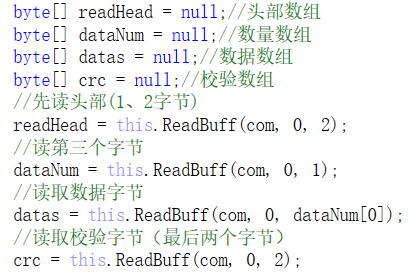 byte[] readHead = null;//头部数组
byte[] dataNum = null;//数量数组
byte[] datas = null;//数据数组
byte[] crc = null;//校验数组
//先读头部(1、2字节)
readHead = this.ReadBuff(com, 0, 2);
//读第三个字节
dataNum = this.ReadBuff(com, 0, 1);
//读取数据字节
datas = this.ReadBuff(com, 0, dataNum[0]);
//读取校验字节（最后两个字节）
crc = this.ReadBuff(com, 0, 2);